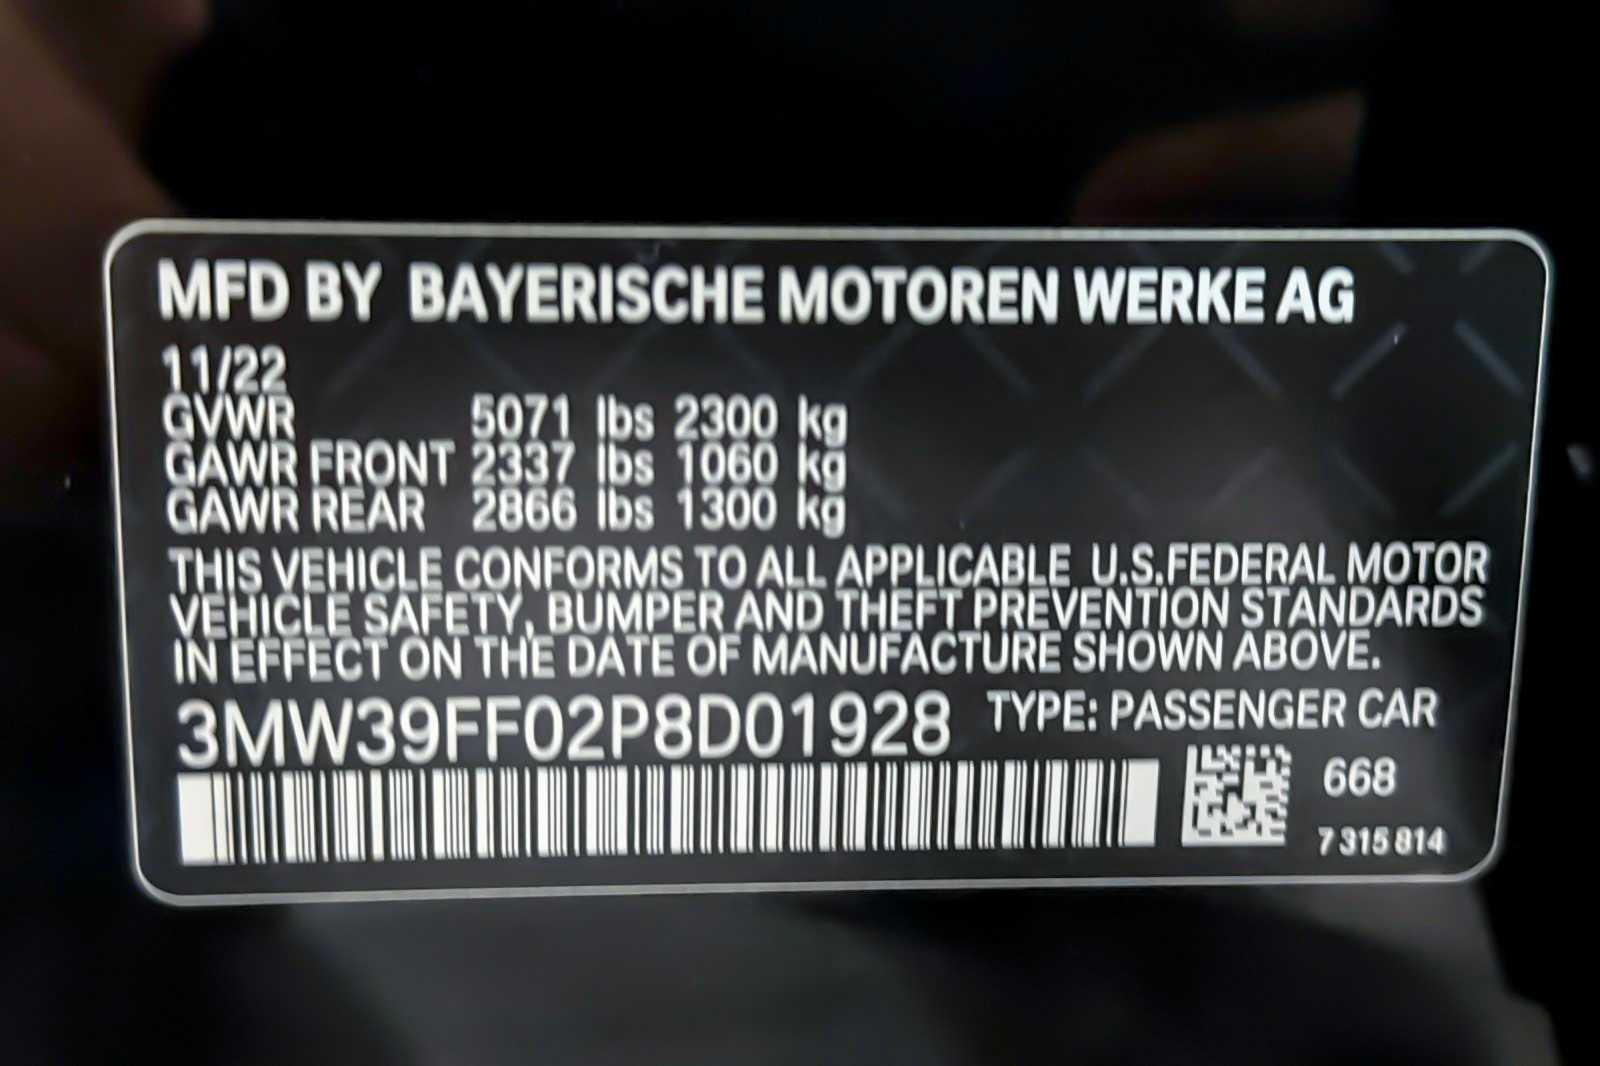 MFD BY BAYERISCHE MOTOREN WERKE AG
11/22
GVWR 5071 lbs 2300 kg
GAWR FRONT 2337 lbs 1060 kg
GAWR REAR 2866 lbs 1300 kg
THIS VEHICLE CONFORMS TO ALL APPLICABLE U.S.FEDERAL MOTOR
VEHICLE SAFETY, BUMPER AND THEFT PREVENTION STANDARDS
IN EFFECT ON THE DATE OF MANUFACTURE SHOWN ABOVE.
3MW39FF02P8D01928 TYPE: PASSENGER CAR
668
7 315 814